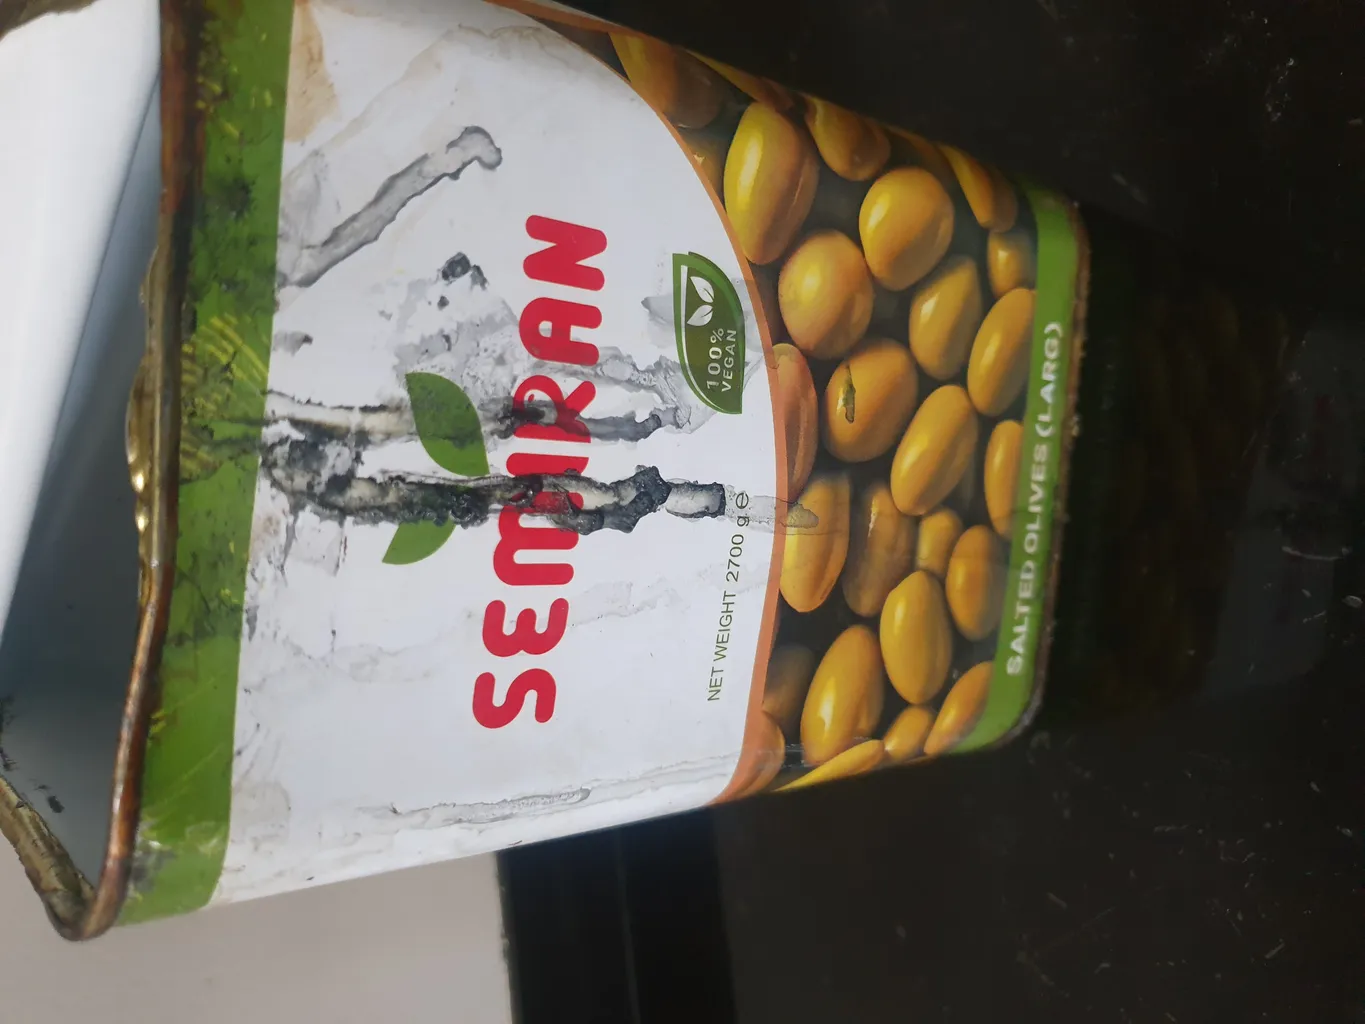 SEMIRAN
100%
VEGAN
NET WEIGHT 2700 g e
SALTED OLIVES (LARG)